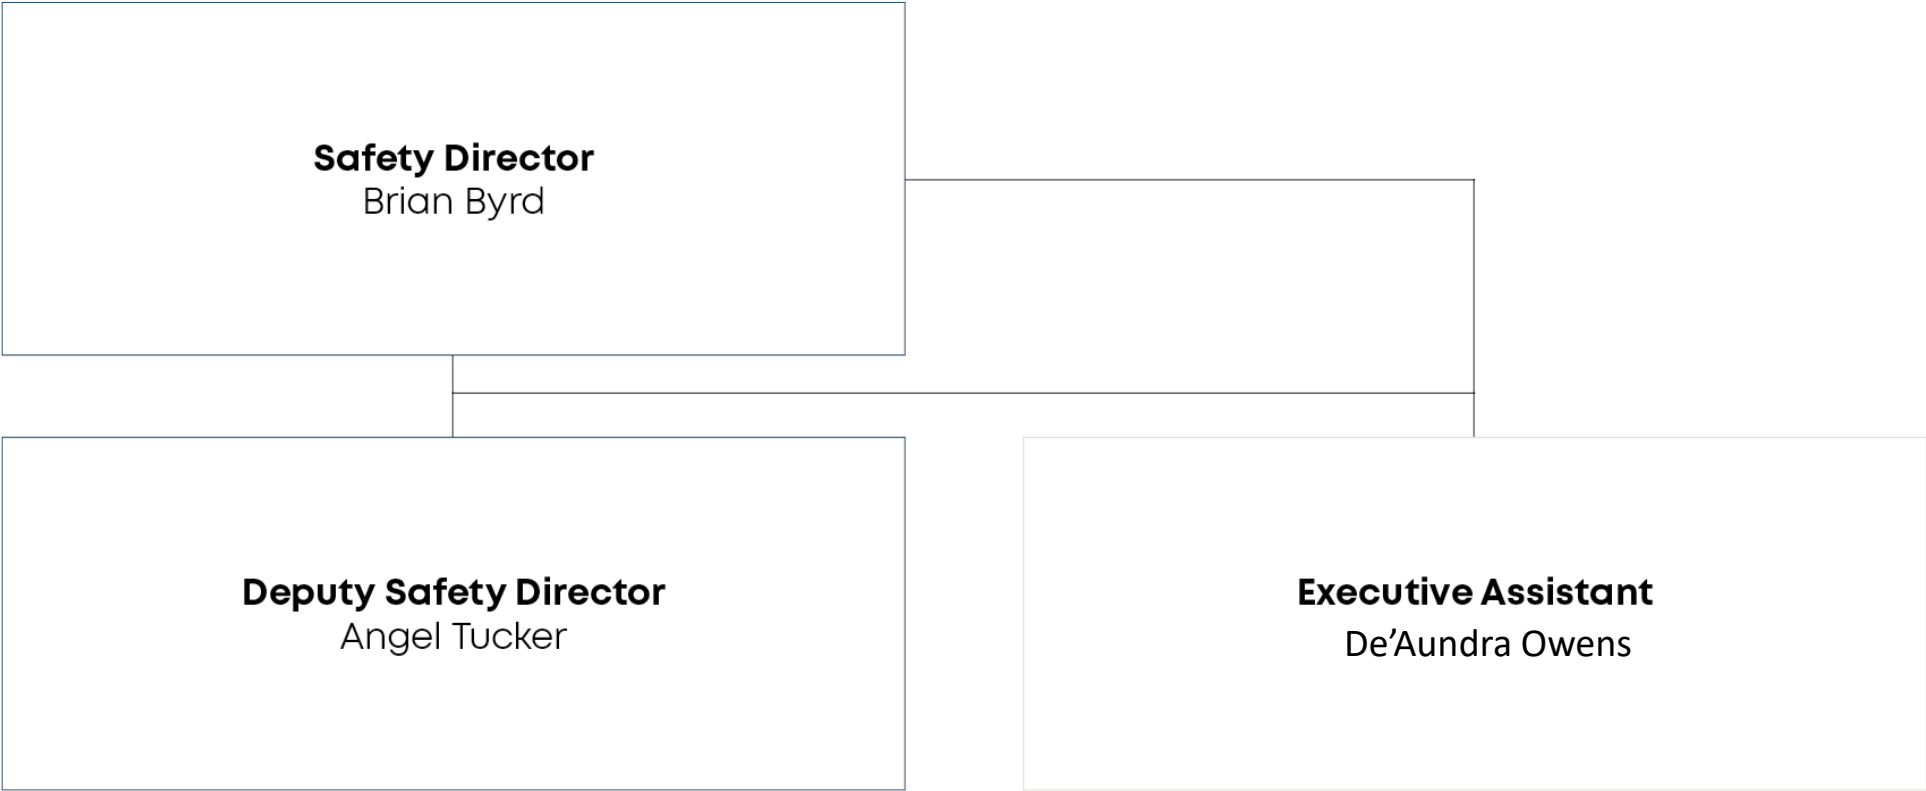 Safety Director
Brian Byrd
Deputy Safety Director
Angel Tucker
Executive Assistant
De’Aundra Owens